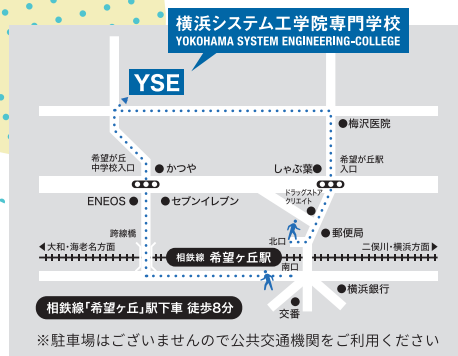 横浜システム工学院専門学校
YOKOHAMA SYSTEM ENGINEERING-COLLEGE
YSE
梅沢医院
希望が丘
中学校入口
かつや
しゃぶ葉
希望が丘駅
入口
ENEOS
セブンイレブン
ドラッグストア
クリエイト
跨線橋
北口
郵便局
大和・海老名方面
相鉄線 希望ヶ丘駅
二俣川・横浜方面
南口
横浜銀行
相鉄線「希望ヶ丘」駅下車 徒歩8分
交番
※駐車場はございませんので公共交通機関をご利用ください